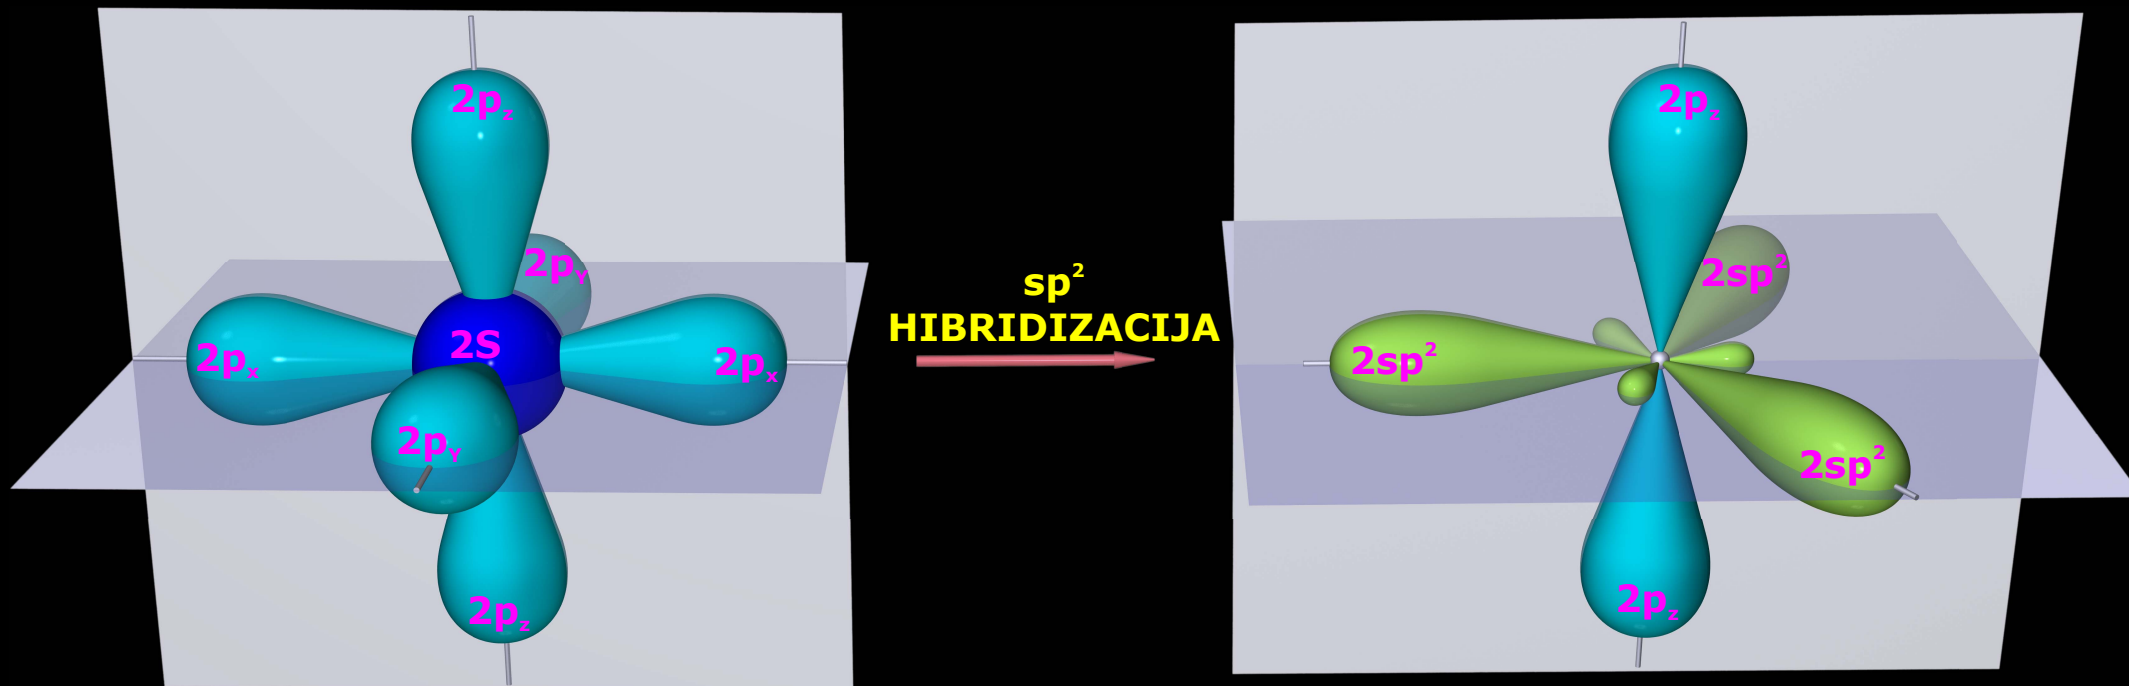 2pz
2pY
2S
2px
2px
2pY
2pz
sp²
HIBRIDIZACIJA
2pz
2sp²
2sp²
2sp²
2pz